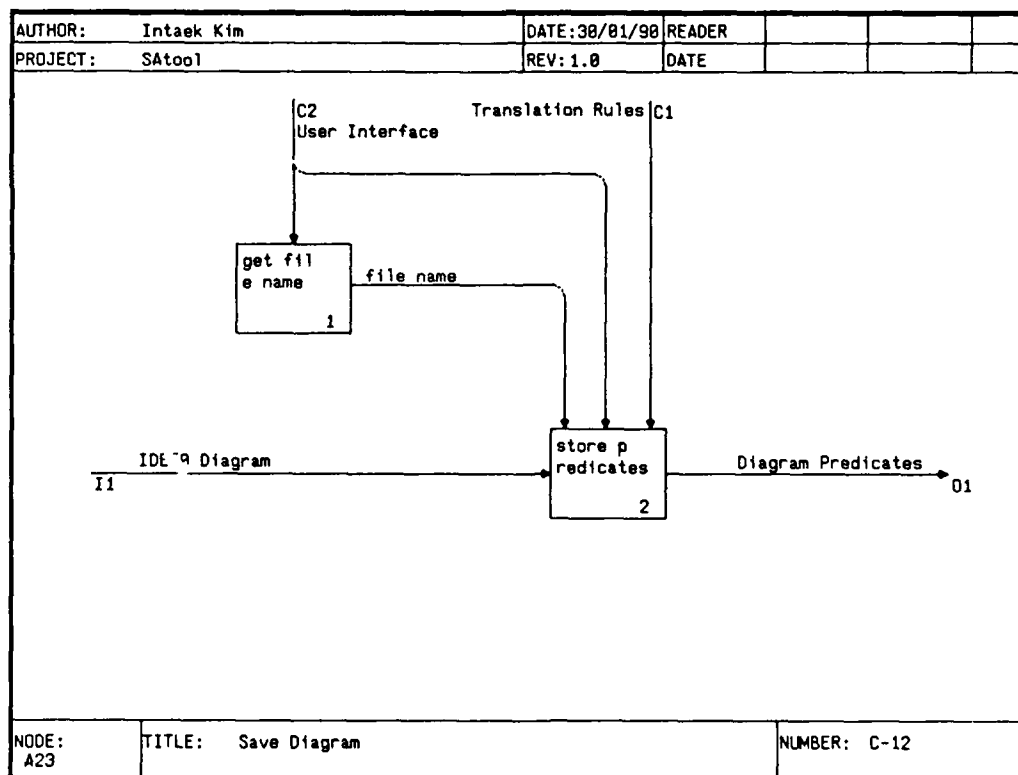 AUTHOR: Intaek Kim DATE:30/01/90 READER
PROJECT: SAtool REV:1.0 DATE
C2 Translation Rules C1
User Interface
get fil
e name
1
file name
store p
redicates
2
Diagram
I1
Diagram Predicates
O1
NODE: TITLE: Save Diagram NUMBER: C-12
A23